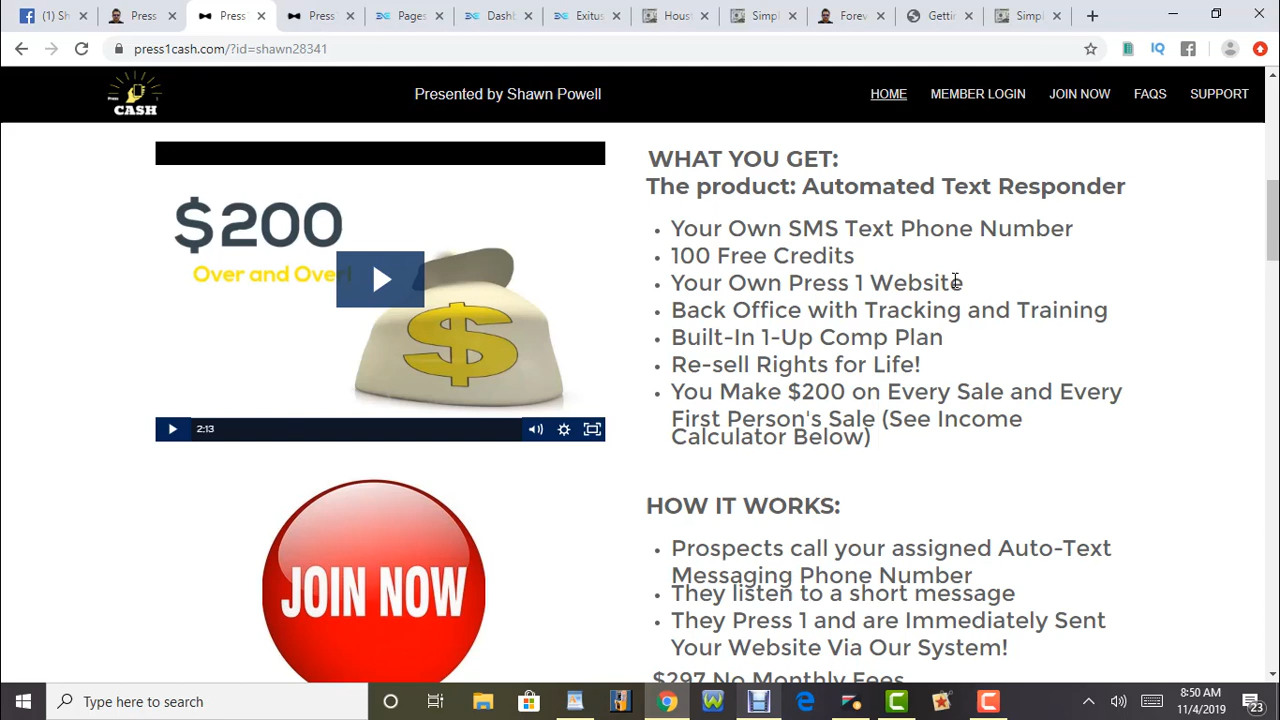 (1) Sh
Press
Press
Press
Pages
Dashb
Exitus
Houst
Simpl
Forev
Gettir
Simpl
press1cash.com/?id=shawn28341
IQ
CASH
Presented by Shawn Powell
HOME MEMBER LOGIN JOIN NOW FAQS SUPPORT
$200
Over and Over!
2:13
WHAT YOU GET:
The product: Automated Text Responder
• Your Own SMS Text Phone Number
• 100 Free Credits
• Your Own Press 1 Website
• Back Office with Tracking and Training
• Built-In 1-Up Comp Plan
• Re-sell Rights for Life!
• You Make $200 on Every Sale and Every
First Person's Sale (See Income
Calculator Below)
JOIN NOW
HOW IT WORKS:
• Prospects call your assigned Auto-Text
Messaging Phone Number
• They listen to a short message
• They Press 1 and are Immediately Sent
Your Website Via Our System!
$297 No Monthly Fees
Type here to search
8:50 AM
11/4/2019
23